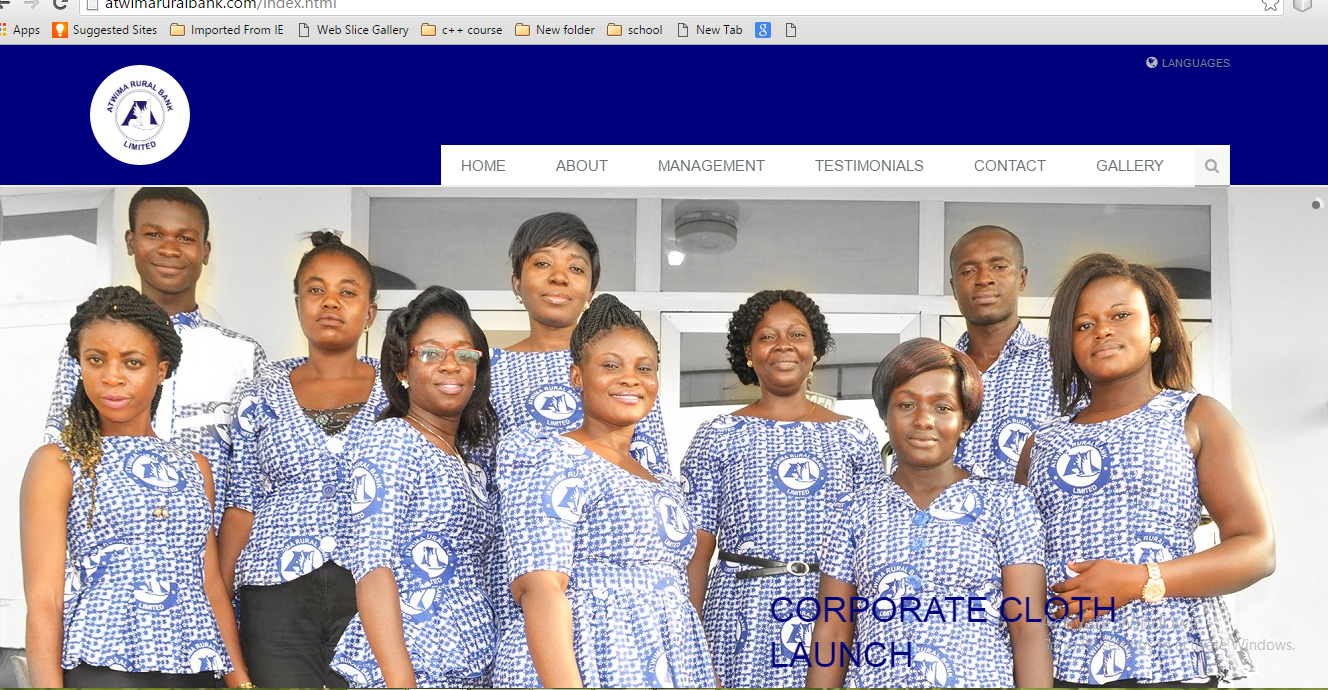 atwimaruralbank.com/index.html
Apps Suggested Sites Imported From IE Web Slice Gallery c++ course New folder school New Tab
LANGUAGES
ATWIMA RURAL BANK
LIMITED
HOME ABOUT MANAGEMENT TESTIMONIALS CONTACT GALLERY
CORPORATE CLOTH
LAUNCH
Windows.